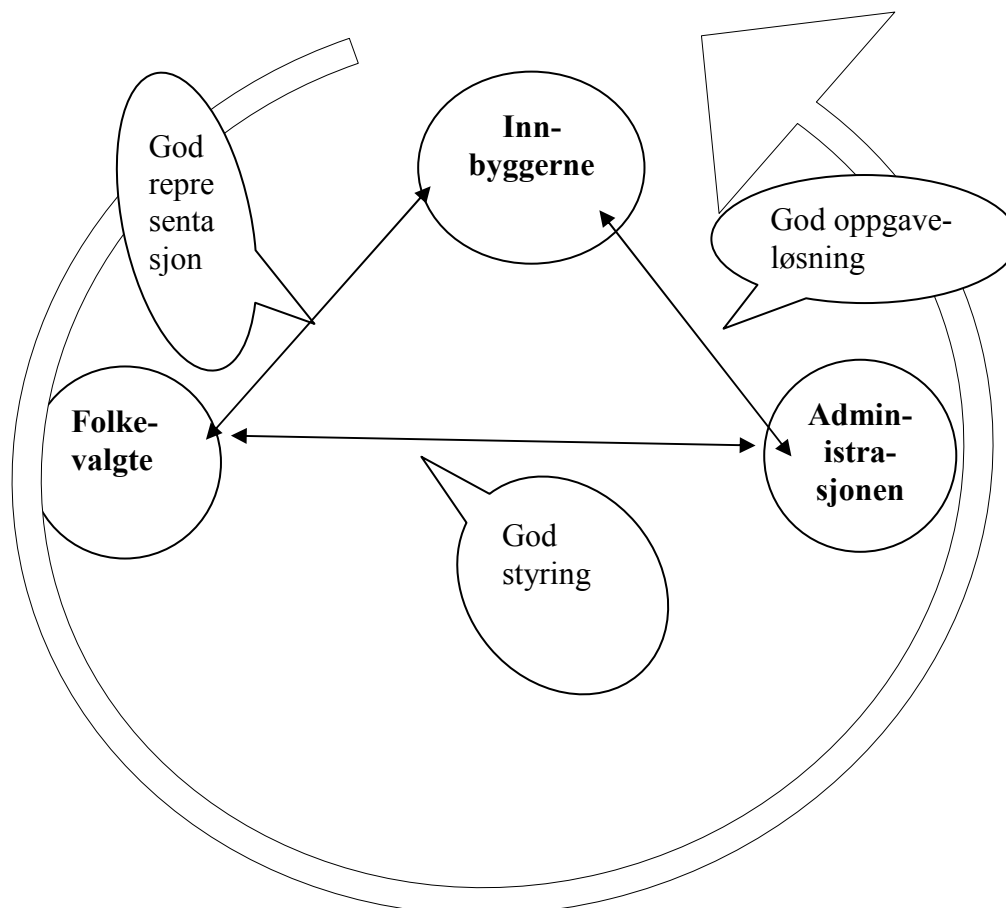 Inn-
byggerne
God
repre
senta
sjon
God oppgave-
løsning
Folke-
valgte
Admin-
istra-
sjonen
God
styring